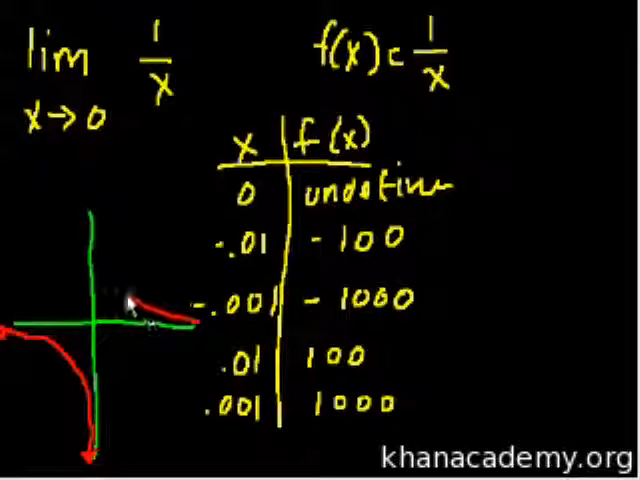 lim x→0 1/x
f(x) = 1/x
x f(x)
0 undefine
-.01 -100
-.001 -1000
.01 100
.001 1000
khanacademy.org